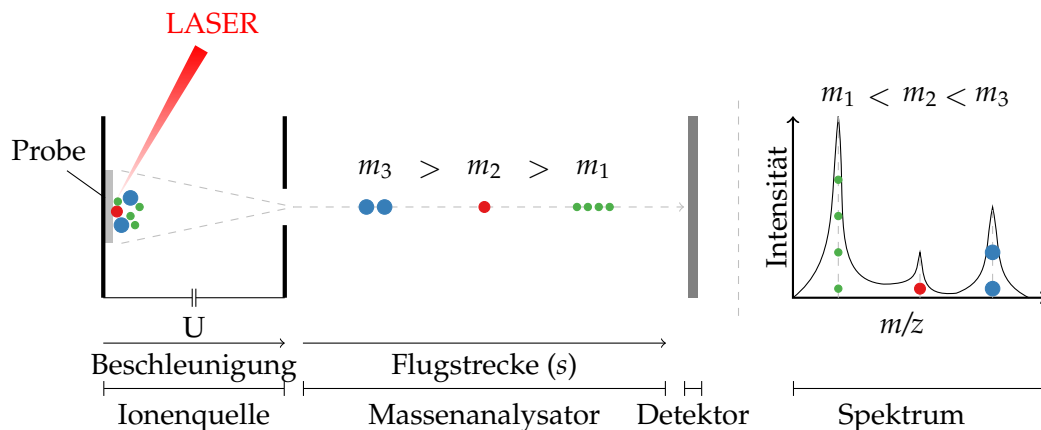 LASER
Probe
U
Beschleunigung
Ionenquelle
m₃ > m₂ > m₁
Flugstrecke (s)
Massenanalysator
Detektor
m₁ < m₂ < m₃
Intensität
m/z
Spektrum